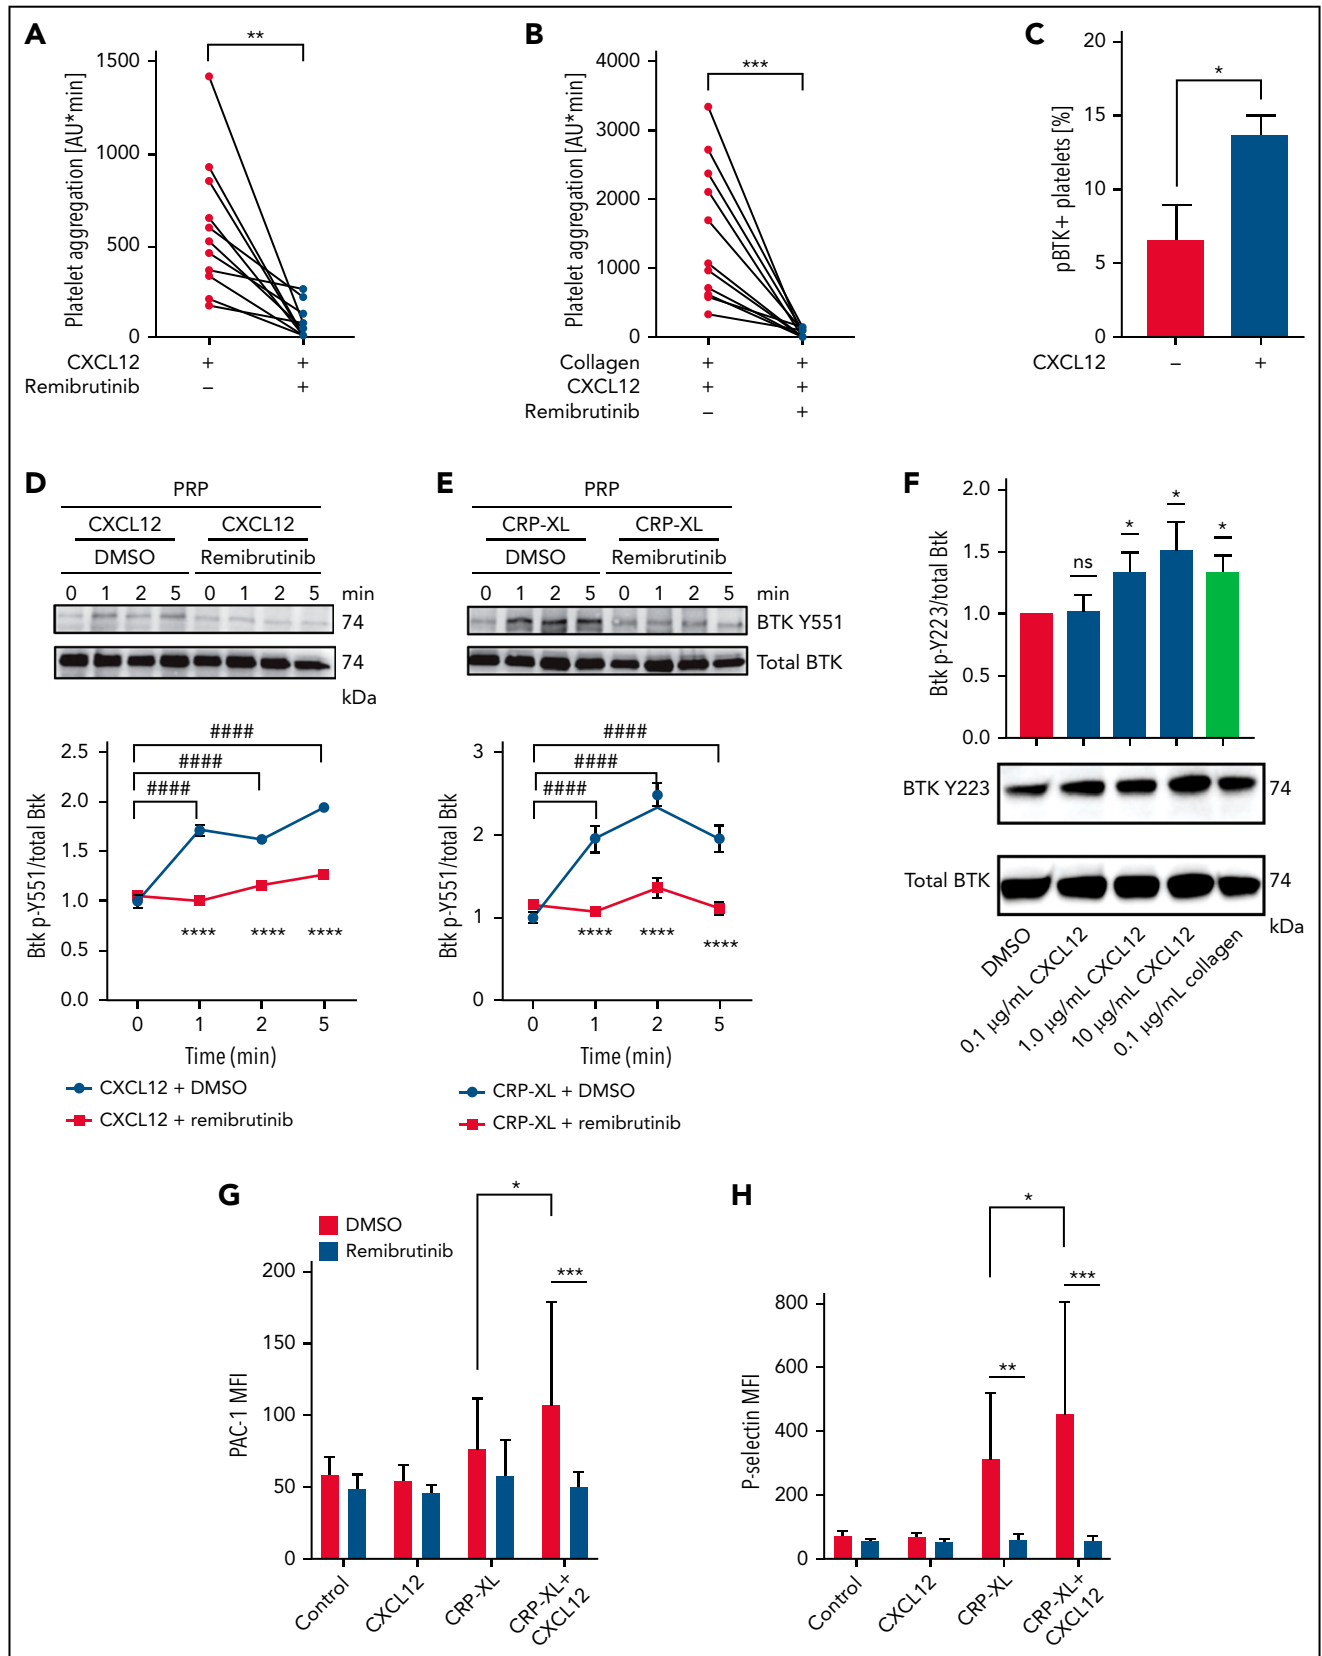 A
**
Platelet aggregation [AU*min]
1500
1000
500
0
CXCL12 + +
Remibrutinib – +
B
***
Platelet aggregation [AU*min]
4000
3000
2000
1000
0
Collagen + +
CXCL12 + +
Remibrutinib – +
C
*
pBTK+ platelets [%]
20
15
10
5
0
CXCL12 – +
D
PRP
CXCL12 CXCL12
DMSO Remibrutinib
0 1 2 5 0 1 2 5 min
74
74
kDa
####
####
####
Btk p-Y551/total Btk
2.5
2.0
1.5
1.0
0.5
0.0
**** **** ****
0 1 2 5
Time (min)
CXCL12 + DMSO
CXCL12 + remibrutinib
E
PRP
CRP-XL CRP-XL
DMSO Remibrutinib
0 1 2 5 0 1 2 5 min
BTK Y551
Total BTK
####
####
####
Btk p-Y551/total Btk
3
2
1
0
**** **** ****
0 1 2 5
Time (min)
CRP-XL + DMSO
CRP-XL + remibrutinib
F
Btk p-Y223/total Btk
2.0
1.5
1.0
0.5
0.0
ns * * *
BTK Y223 74
Total BTK 74
kDa
DMSO
0.1 µg/mL CXCL12
1.0 µg/mL CXCL12
10 µg/mL CXCL12
0.1 µg/mL collagen
G
DMSO
Remibrutinib
*
***
PAC-1 MFI
200
150
100
50
0
Control
CXCL12
CRP-XL
CRP-XL+
CXCL12
H
*
***
**
P-selectin MFI
800
600
400
200
0
Control
CXCL12
CRP-XL
CRP-XL+
CXCL12